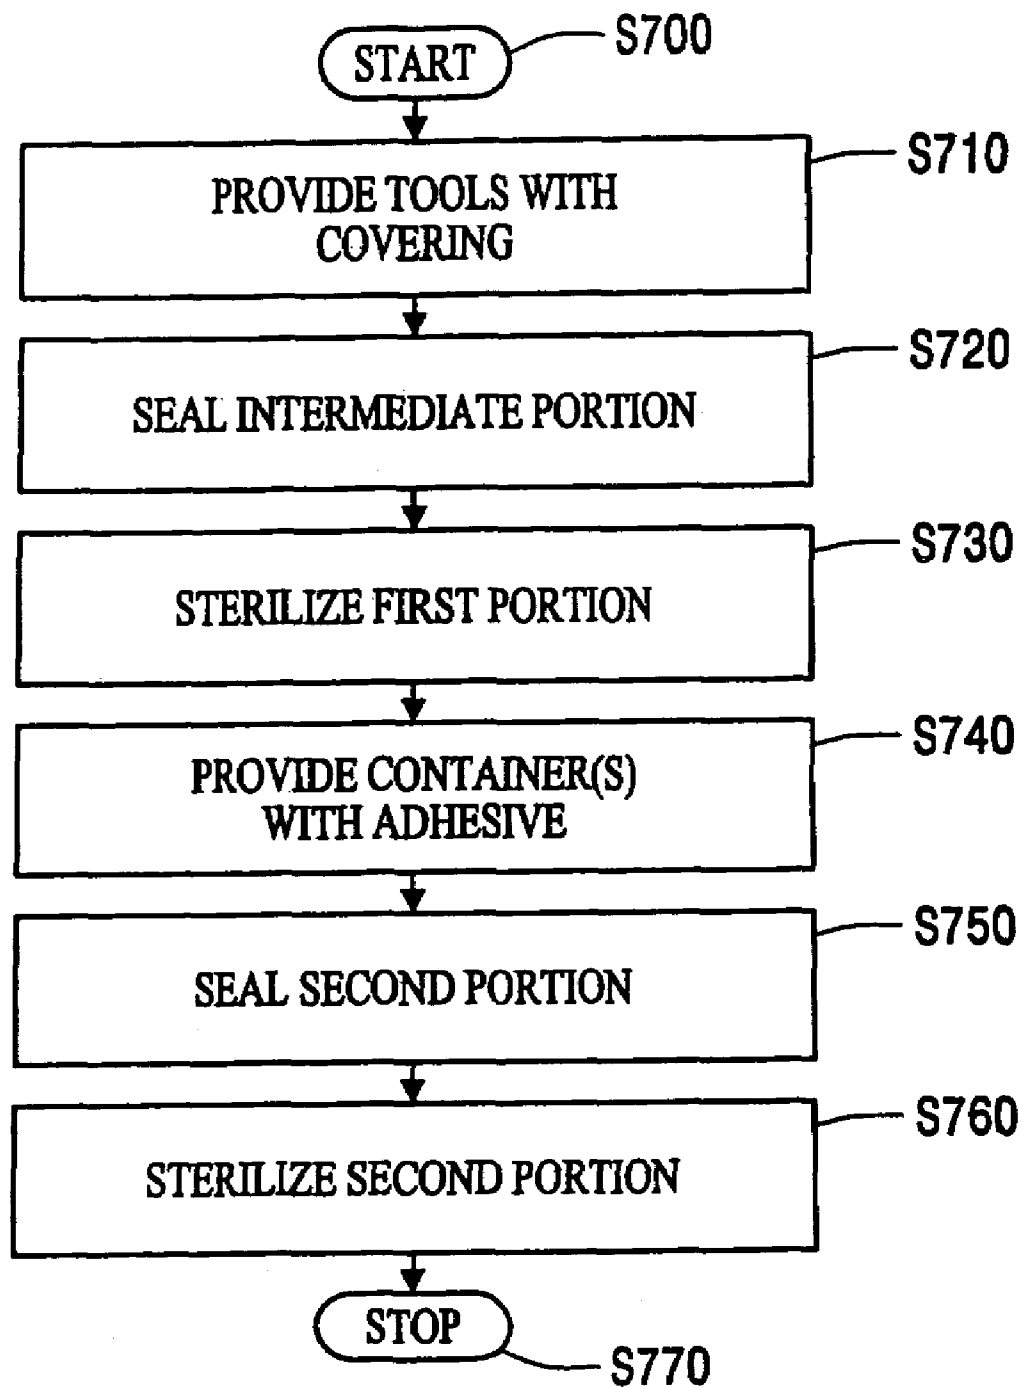 START
S700
PROVIDE TOOLS WITH
COVERING
S710
SEAL INTERMEDIATE PORTION
S720
STERILIZE FIRST PORTION
S730
PROVIDE CONTAINER(S)
WITH ADHESIVE
S740
SEAL SECOND PORTION
S750
STERILIZE SECOND PORTION
S760
STOP
S770